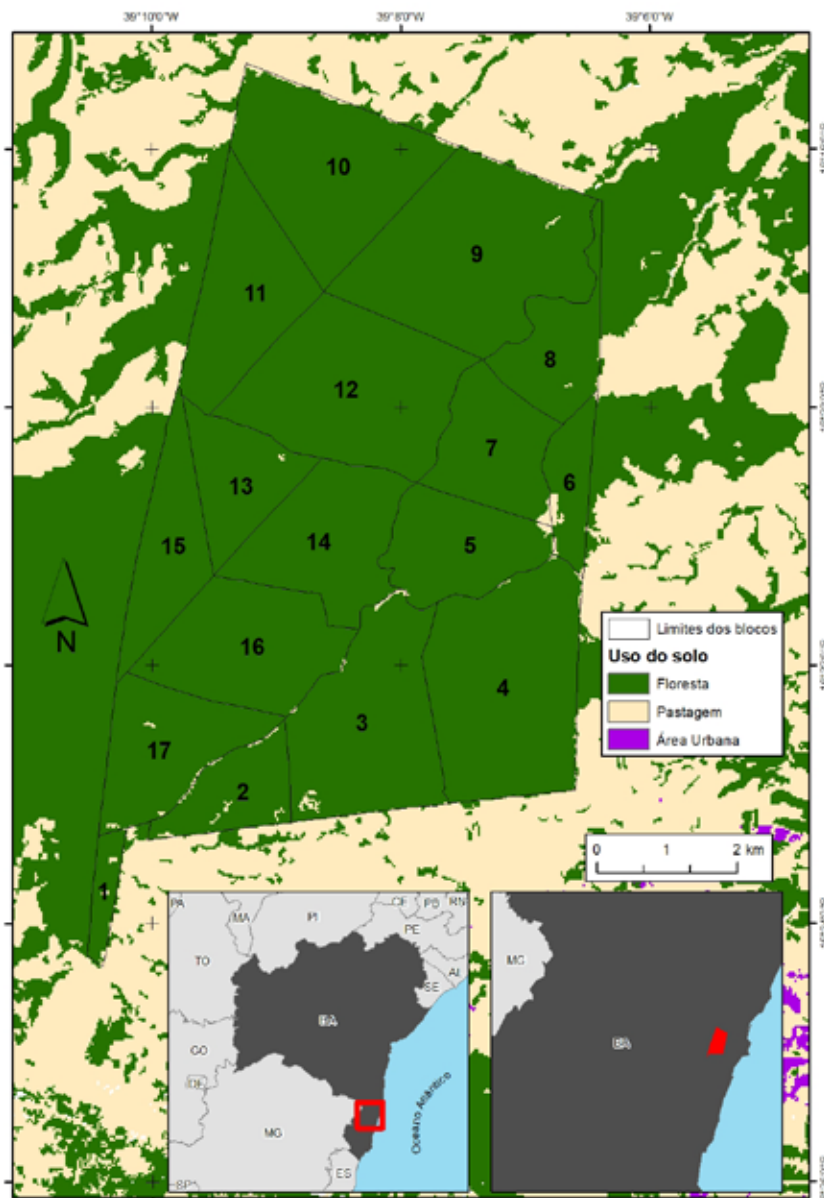 39°10'0"W 39°8'0"W 39°6'0"W
10
9
11
8
12
7
13
6
14
5
15
N
16
4
3
17
2
1
Limites dos blocos
Uso do solo
Floresta
Pastagem
Área Urbana
0 1 2 km
PA MA PI CE PB RN
PE
TO
AL
SE
BA
GO
DF
MG
ES
SP
Oceano Atlântico
MG
BA